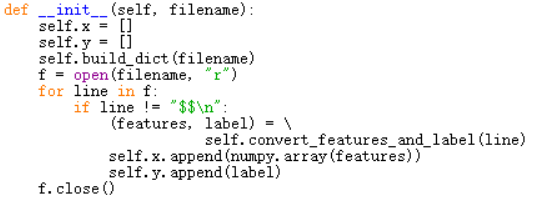 def __init__(self, filename):
    self.x = []
    self.y = []
    self.build_dict(filename)
    f = open(filename, "r")
    for line in f:
        if line != "$$\n":
            (features, label) = \
                        self.convert_features_and_label(line)
            self.x.append(numpy.array(features))
            self.y.append(label)
    f.close()